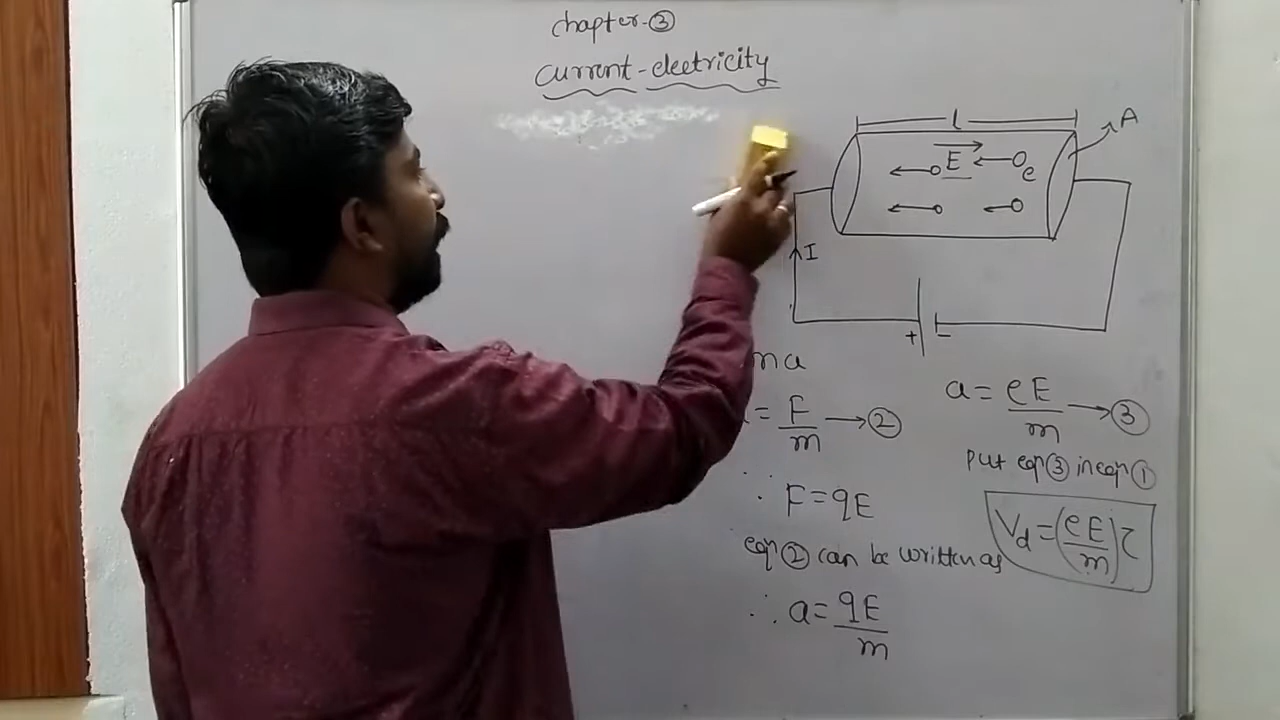 chapter-③
current-electricity
l
A
E
e
I
+ -
ma
= F/m →②
∴ F=qE
eqn ② can be written as
∴ a= qE/m
a= eE/m →③
Put eqn ③ in eqn ①
Vd =(eE/m)τ